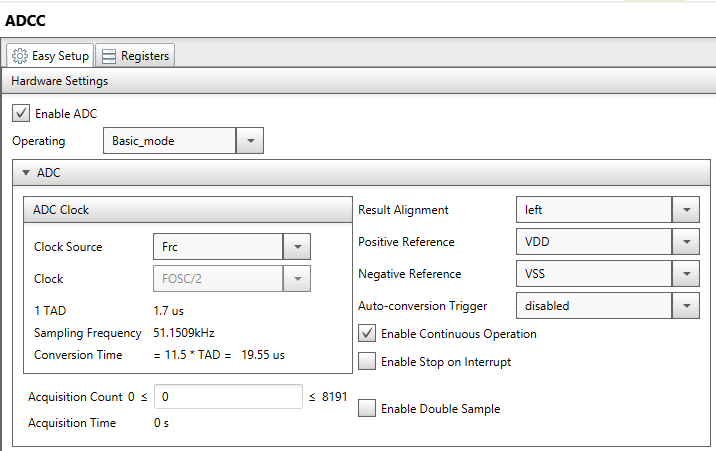 ADCC
Easy Setup Registers
Hardware Settings
Enable ADC
Operating Basic_mode
ADC
ADC Clock
Clock Source Frc
Clock FOSC/2
1 TAD 1.7 us
Sampling Frequency 51.1509kHz
Conversion Time = 11.5 * TAD = 19.55 us
Result Alignment left
Positive Reference VDD
Negative Reference VSS
Auto-conversion Trigger disabled
Enable Continuous Operation
Enable Stop on Interrupt
Acquisition Count 0 ≤ 0 ≤ 8191
Acquisition Time 0 s
Enable Double Sample